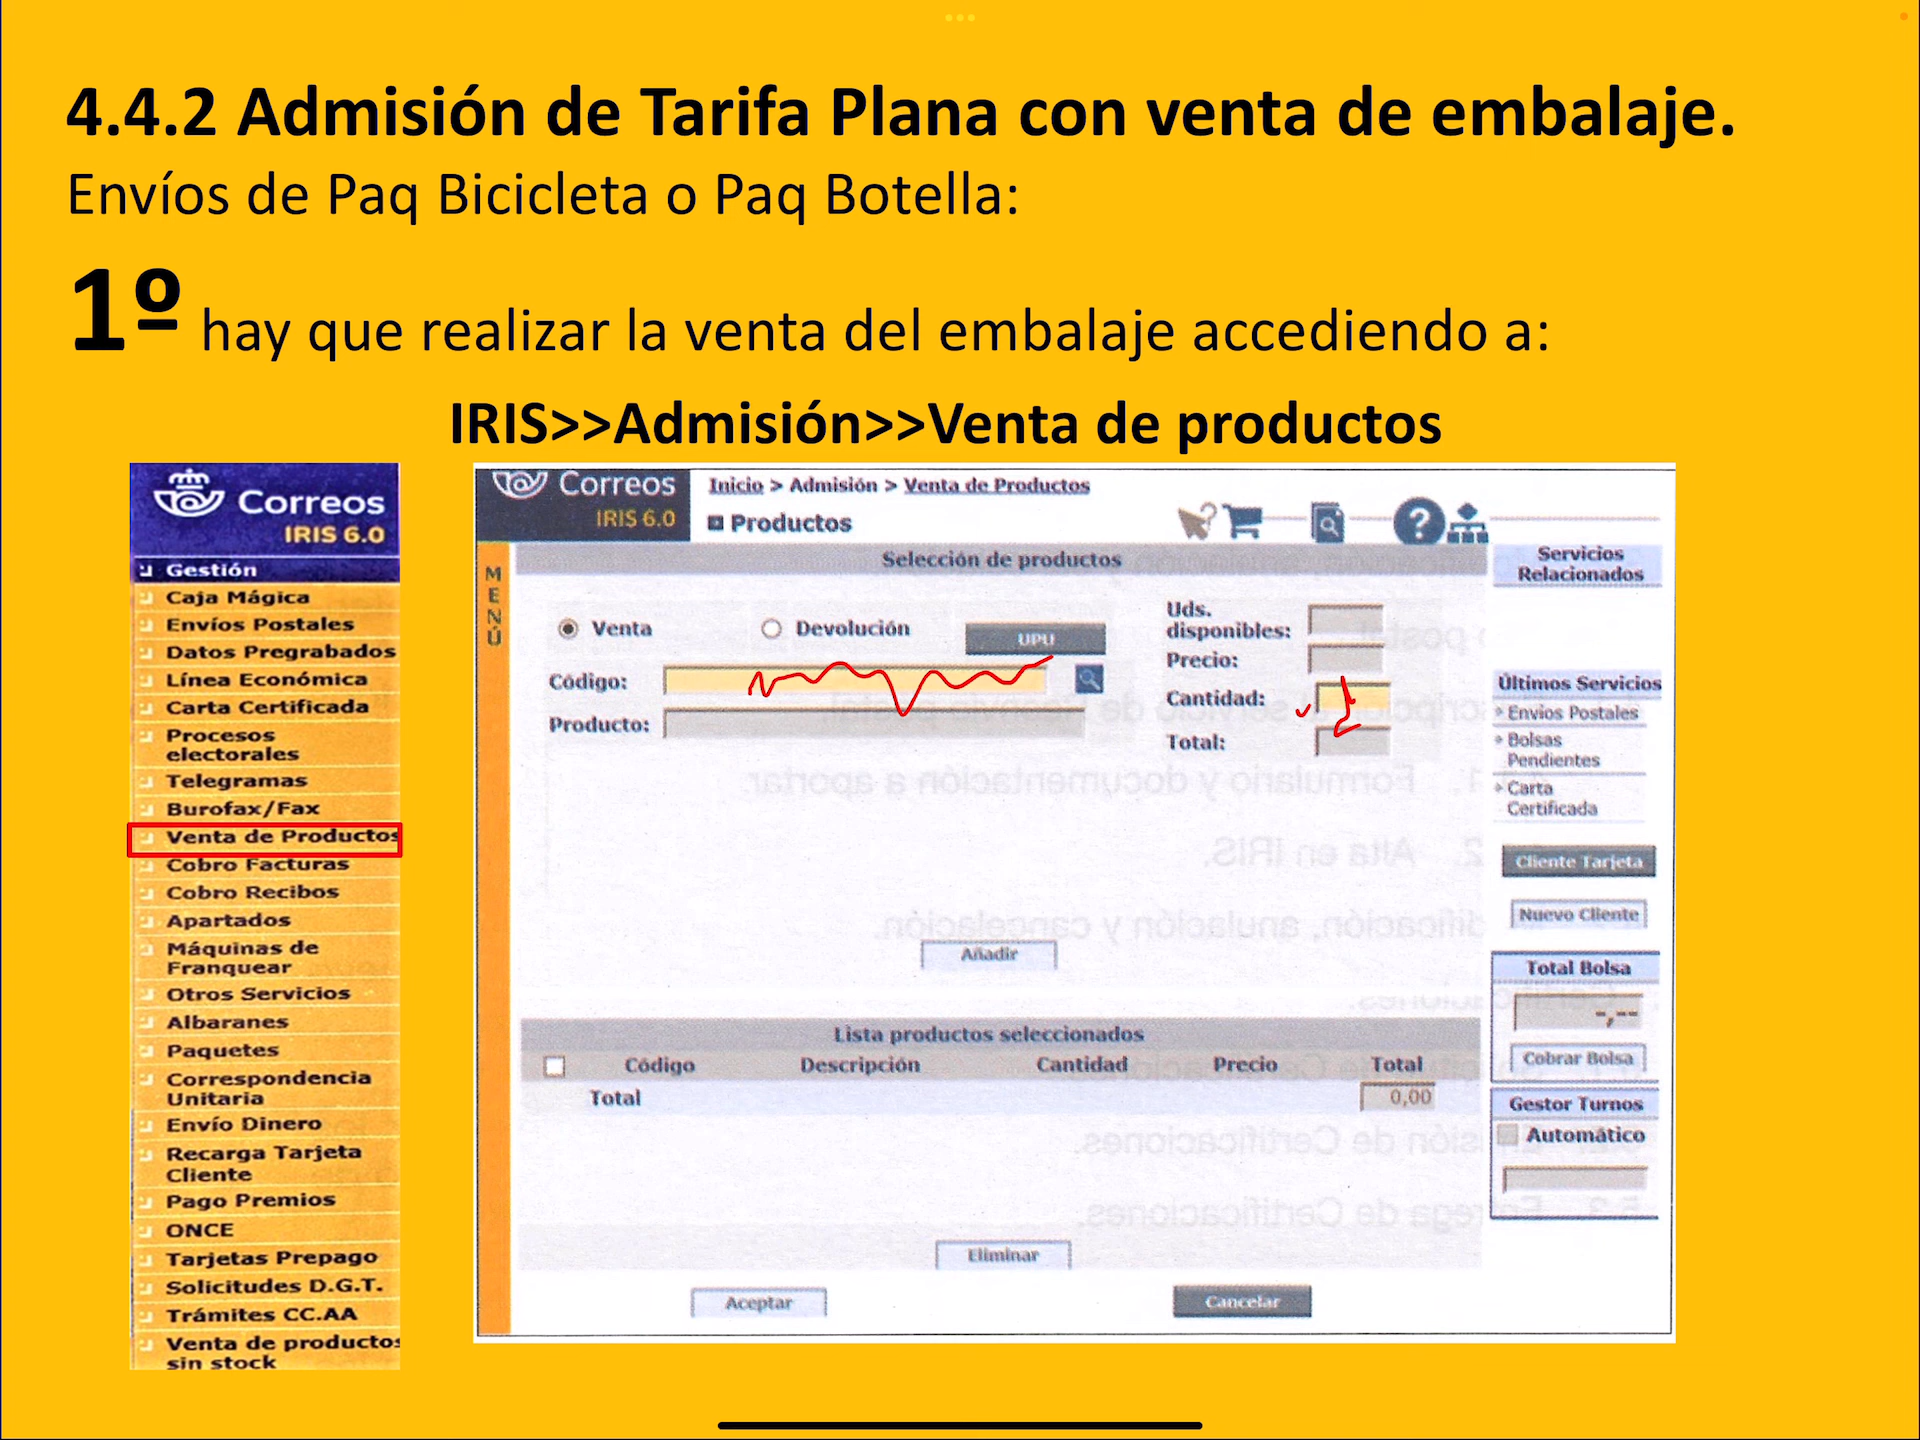 4.4.2 Admisión de Tarifa Plana con venta de embalaje.
Envíos de Paq Bicicleta o Paq Botella:
1º hay que realizar la venta del embalaje accediendo a:
IRIS>>Admisión>>Venta de productos
Correos
IRIS 6.0
Gestión
Caja Mágica
Envíos Postales
Datos Pregrabados
Línea Económica
Carta Certificada
Procesos
electorales
Telegramas
Burofax/Fax
Venta de Productos
Cobro Facturas
Cobro Recibos
Apartados
Máquinas de
Franquear
Otros Servicios
Albaranes
Paquetes
Correspondencia
Unitaria
Envío Dinero
Recarga Tarjeta
Cliente
Pago Premios
ONCE
Tarjetas Prepago
Solicitudes D.G.T.
Trámites CC.AA
Venta de productos
sin stock
Correos
IRIS 6.0
Inicio > Admisión > Venta de Productos
Productos
MENÚ
Selección de productos
Venta
Devolución
UPU
Código:
Producto:
Uds.
disponibles:
Precio:
Cantidad:
Total:
Añadir
Lista productos seleccionados
Código Descripción Cantidad Precio Total
Total 0,00
Eliminar
Aceptar
Cancelar
Servicios
Relacionados
Últimos Servicios
Envios Postales
Bolsas
Pendientes
Carta
Certificada
Cliente Tarjeta
Nuevo Cliente
Total Bolsa
-,--
Cobrar Bolsa
Gestor Turnos
Automático